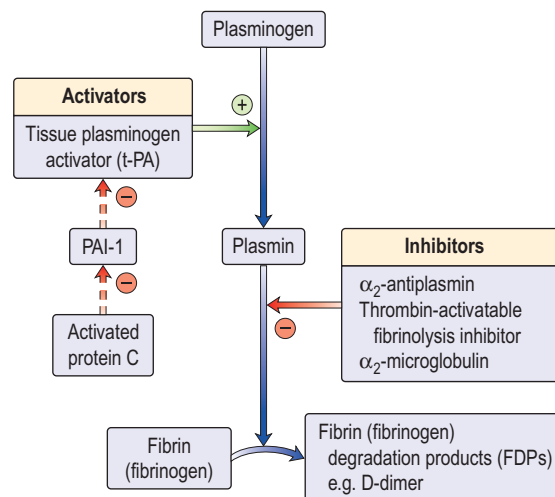 Plasminogen
+
Activators
Tissue plasminogen
activator (t-PA)
−
PAI-1
−
Activated
protein C
Plasmin
Inhibitors
α₂-antiplasmin
Thrombin-activatable
fibrinolysis inhibitor
α₂-microglobulin
−
Fibrin
(fibrinogen)
Fibrin (fibrinogen)
degradation products (FDPs)
e.g. D-dimer